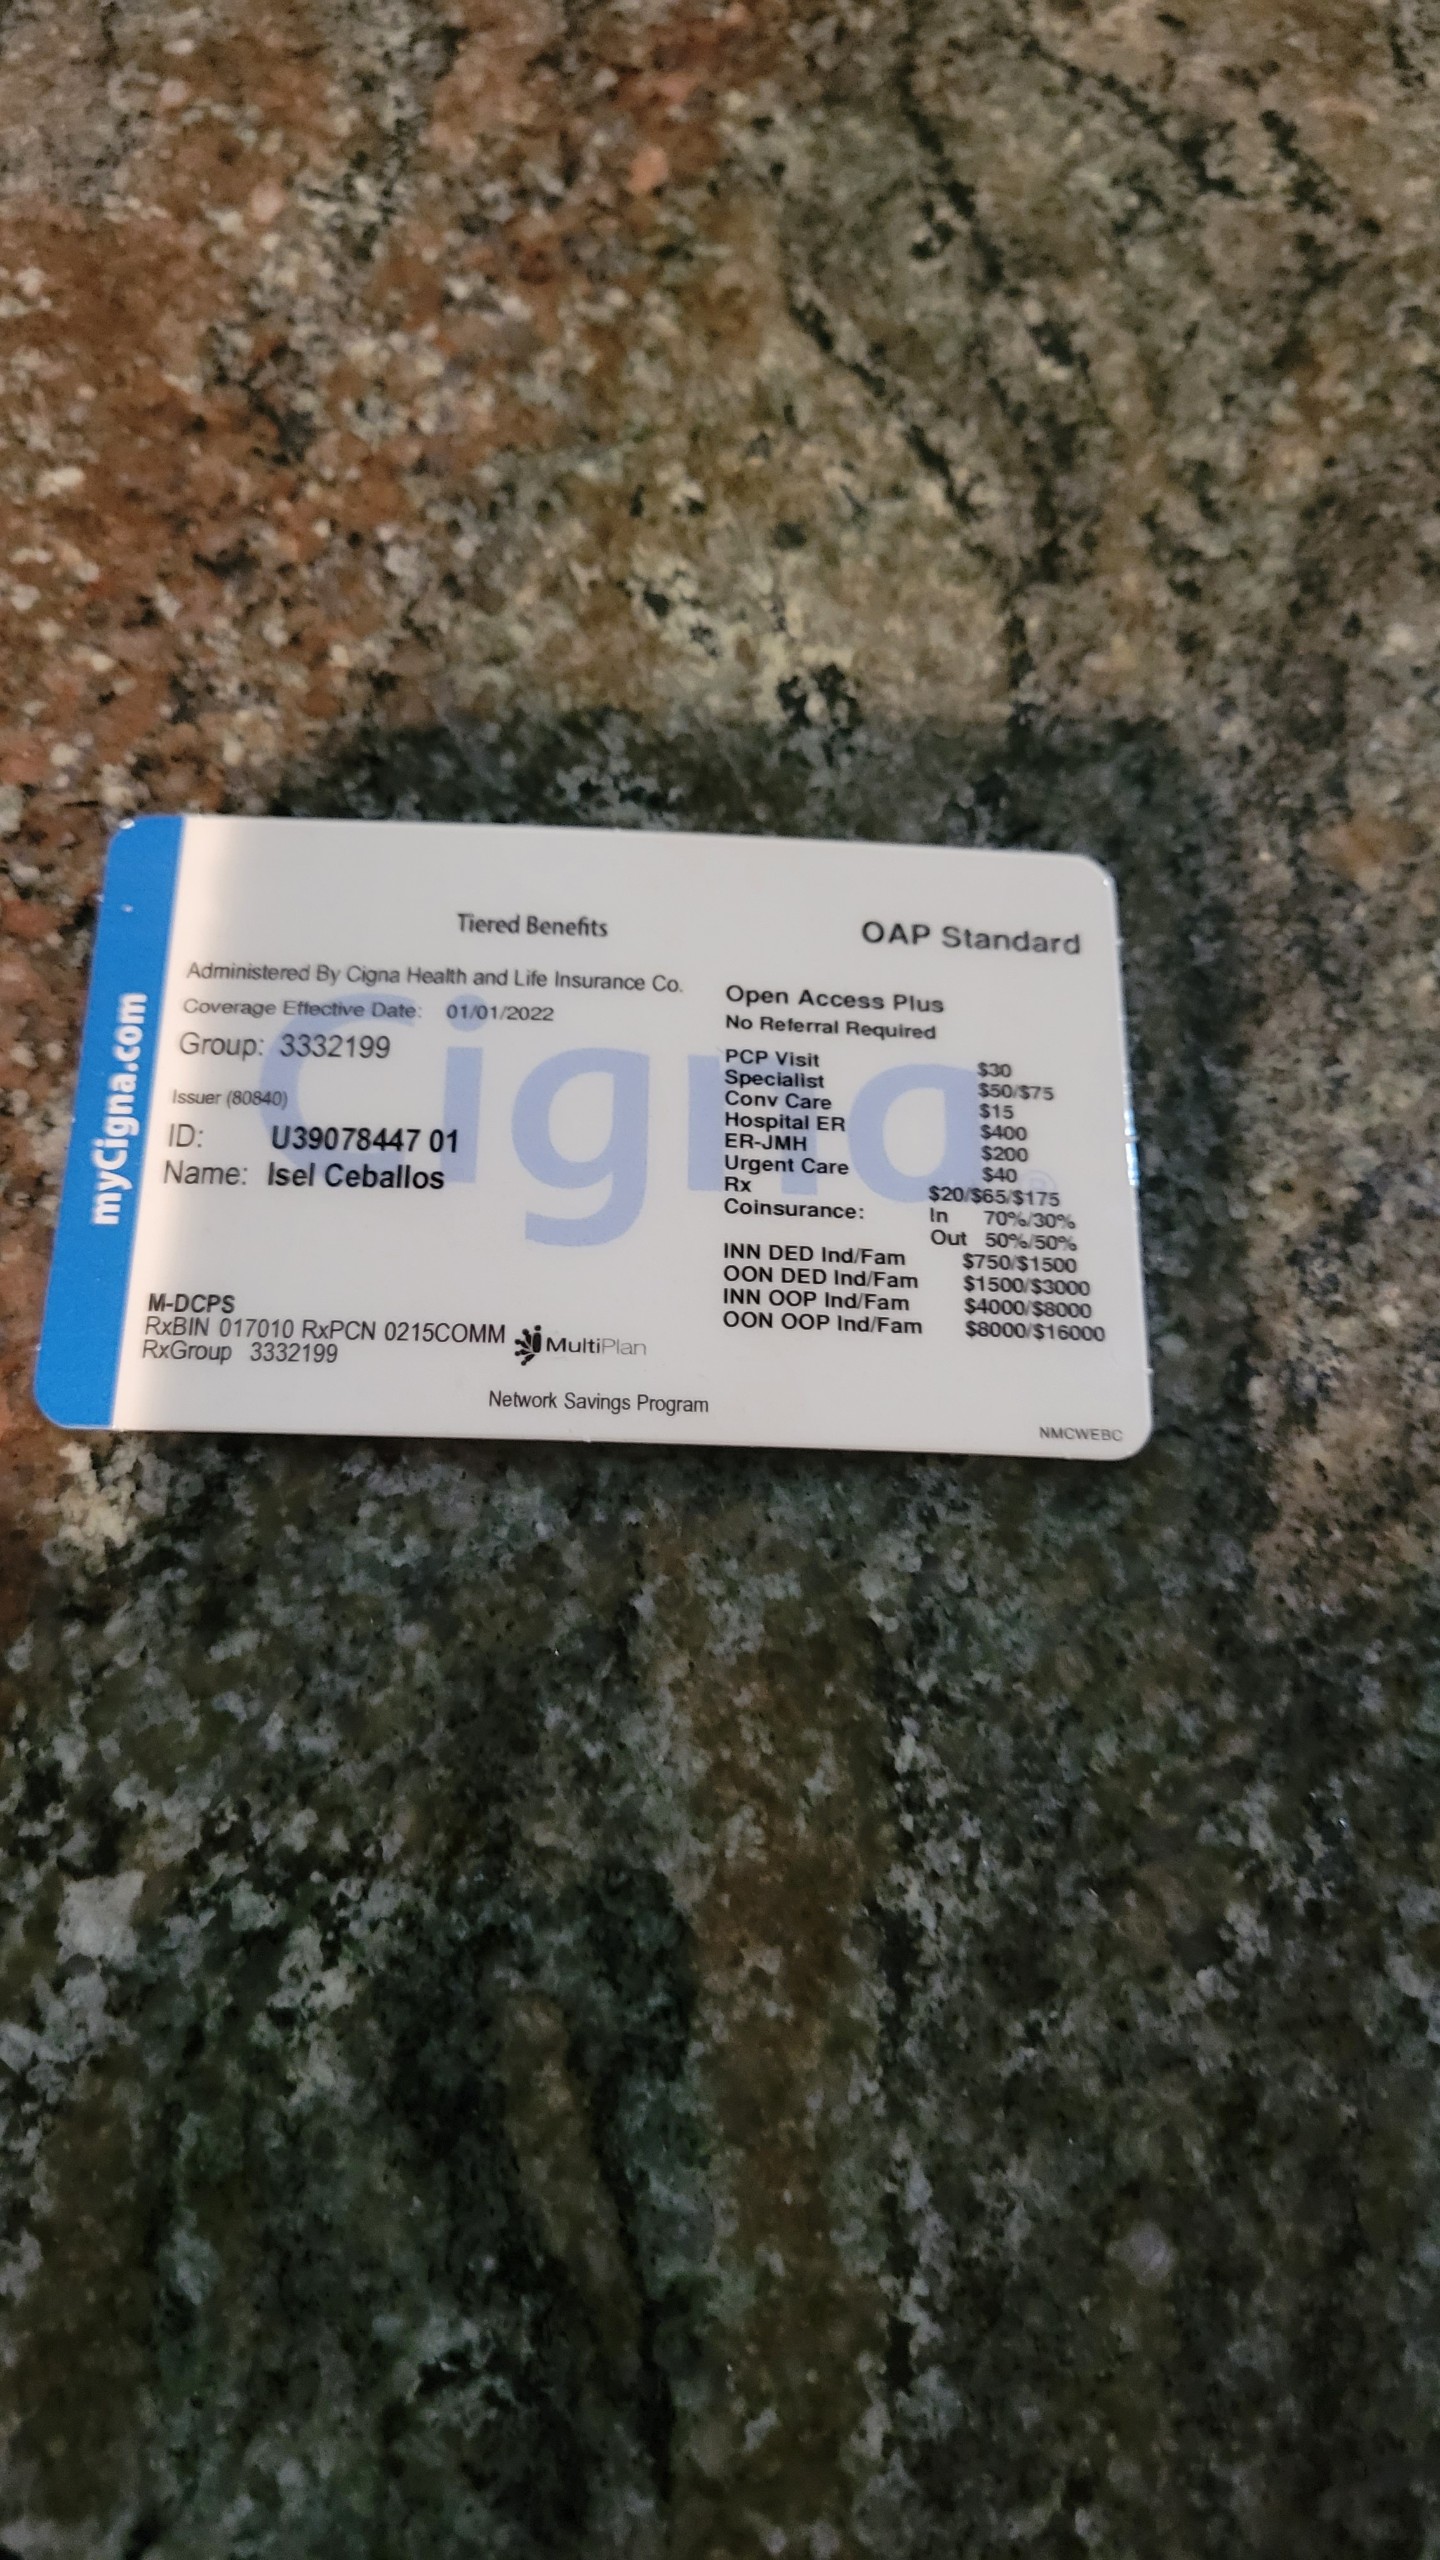 myCigna.com
Cigna
Tiered Benefits
OAP Standard
Administered By Cigna Health and Life Insurance Co.
Coverage Effective Date: 01/01/2022
Group: 3332199
Issuer (80840)
ID: U39078447 01
Name: Isel Ceballos
M-DCPS
RxBIN 017010 RxPCN 0215COMM
RxGroup 3332199
MultiPlan
Network Savings Program
Open Access Plus
No Referral Required
PCP Visit $30
Specialist $50/$75
Conv Care $15
Hospital ER $400
ER-JMH $200
Urgent Care $40
Rx $20/$65/$175
Coinsurance: In 70%/30%
Out 50%/50%
INN DED Ind/Fam $750/$1500
OON DED Ind/Fam $1500/$3000
INN OOP Ind/Fam $4000/$8000
OON OOP Ind/Fam $8000/$16000
NMCWEBC